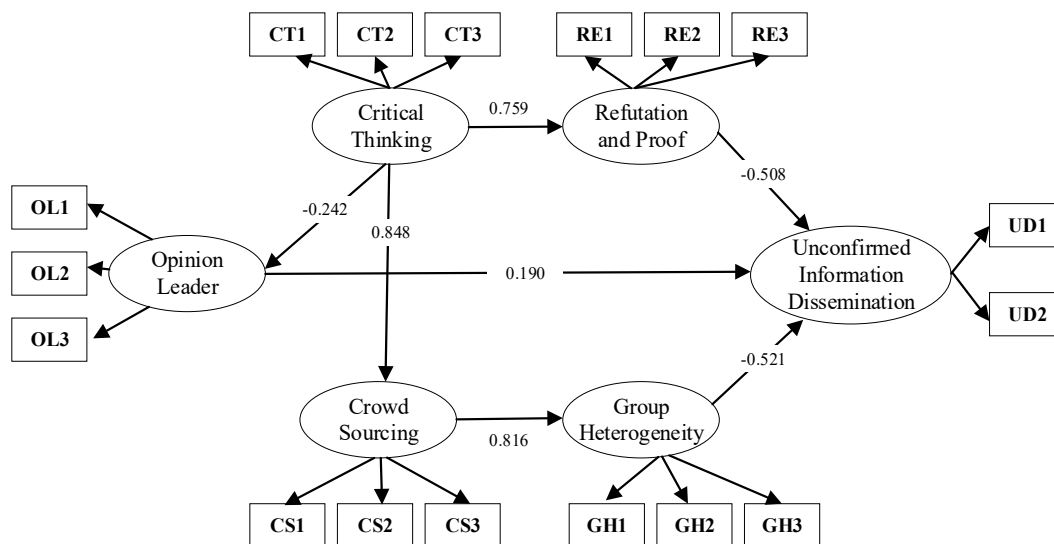 CT1 CT2 CT3 RE1 RE2 RE3
Critical
Thinking
0.759
Refutation
and Proof
-0.508
-0.242
0.848
OL1
OL2
OL3
Opinion
Leader
0.190
Unconfirmed
Information
Dissemination
UD1
UD2
-0.521
Crowd
Sourcing
0.816
Group
Heterogeneity
CS1 CS2 CS3 GH1 GH2 GH3